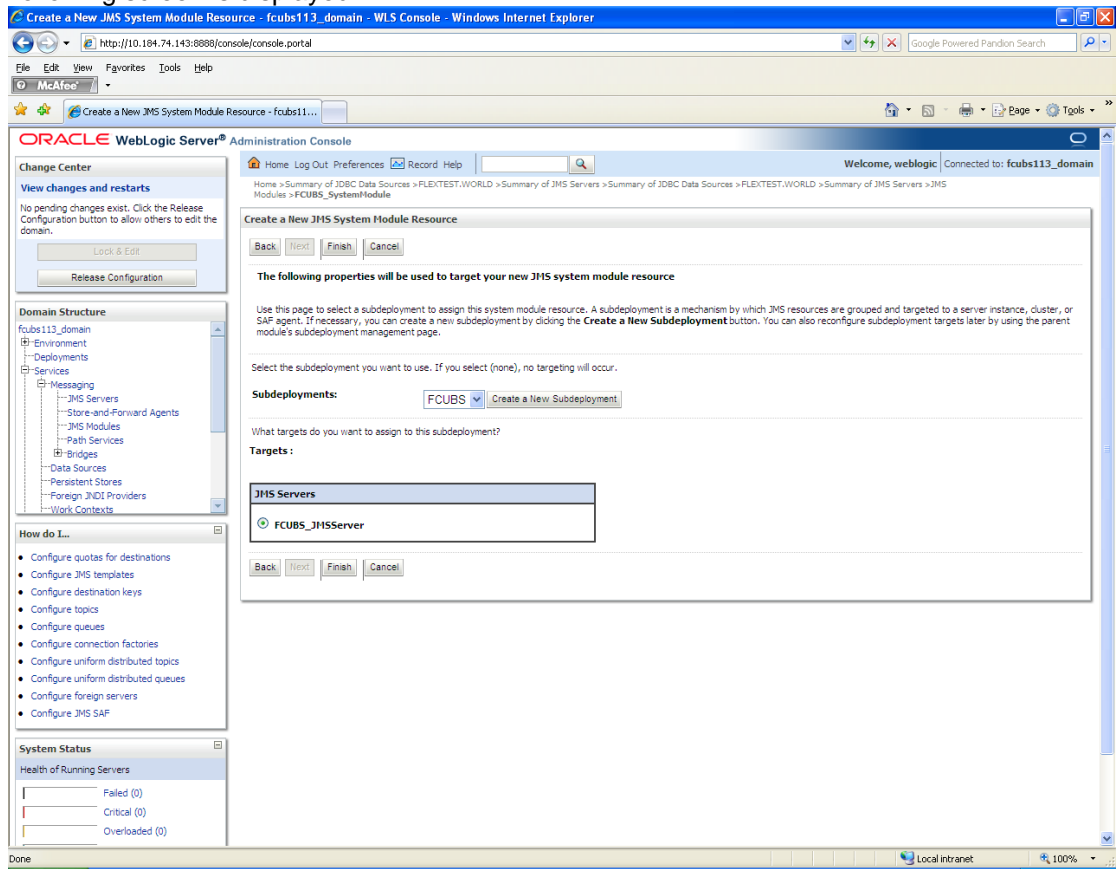 Create a New JMS System Module Resource - fcubs113_domain - WLS Console - Windows Internet Explorer
http://10.184.74.143:8888/console/console.portal
Google Powered Pandion Search
File Edit View Favorites Tools Help
McAfee
Create a New JMS System Module Resource - fcubs11...
Page Tools
ORACLE WebLogic Server® Administration Console
Change Center
View changes and restarts
No pending changes exist. Click the Release
Configuration button to allow others to edit the
domain.
Lock & Edit
Release Configuration
Domain Structure
fcubs113_domain
Environment
Deployments
Services
Messaging
JMS Servers
Store-and-Forward Agents
JMS Modules
Path Services
Bridges
Data Sources
Persistent Stores
Foreign JNDI Providers
Work Contexts
How do I...
Configure quotas for destinations
Configure JMS templates
Configure destination keys
Configure topics
Configure queues
Configure connection factories
Configure uniform distributed topics
Configure uniform distributed queues
Configure foreign servers
Configure JMS SAF
System Status
Health of Running Servers
Failed (0)
Critical (0)
Overloaded (0)
Home Log Out Preferences Record Help
Welcome, weblogic Connected to: fcubs113_domain
Home >Summary of JDBC Data Sources >FLEXTEST.WORLD >Summary of JMS Servers >Summary of JDBC Data Sources >FLEXTEST.WORLD >Summary of JMS Servers >JMS
Modules >FCUBS_SystemModule
Create a New JMS System Module Resource
Back Next Finish Cancel
The following properties will be used to target your new JMS system module resource
Use this page to select a subdeployment to assign this system module resource. A subdeployment is a mechanism by which JMS resources are grouped and targeted to a server instance, cluster, or
SAF agent. If necessary, you can create a new subdeployment by clicking the Create a New Subdeployment button. You can also reconfigure subdeployment targets later by using the parent
module's subdeployment management page.
Select the subdeployment you want to use. If you select (none), no targeting will occur.
Subdeployments: FCUBS Create a New Subdeployment
What targets do you want to assign to this subdeployment?
Targets :
JMS Servers
FCUBS_JMSServer
Back Next Finish Cancel
Done
Local intranet
100%